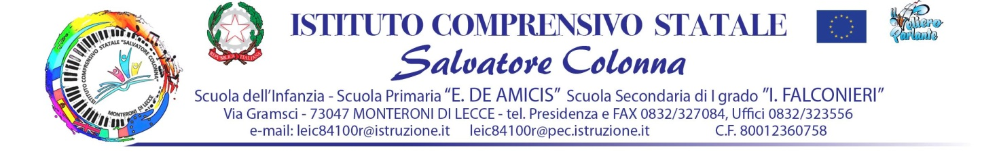 ISTITUTO COMPRENSIVO STATALE
Salvatore Colonna
Scuola dell'Infanzia - Scuola Primaria "E. DE AMICIS" Scuola Secondaria di I grado "I. FALCONIERI"
Via Gramsci - 73047 MONTERONI DI LECCE - tel. Presidenza e FAX 0832/327084, Uffici 0832/323556
e-mail: leic84100r@istruzione.it leic84100r@pec.istruzione.it C.F. 80012360758
ISTITUTO COMPRENSIVO STATALE "SALVATORE COLONNA"
MONTERONI DI LECCE
REPVBBLICA ITALIANA
il Veliero
Parlante